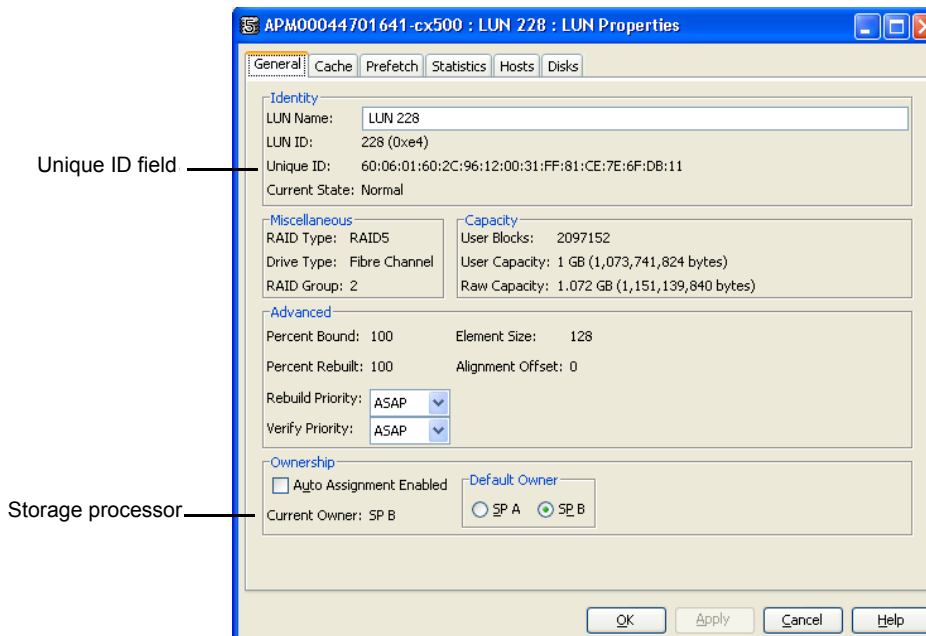 APM00044701641-cx500 : LUN 228 : LUN Properties
General Cache Prefetch Statistics Hosts Disks
Identity
LUN Name: LUN 228
LUN ID: 228 (0xe4)
Unique ID field
Unique ID: 60:06:01:60:2C:96:12:00:31:FF:81:CE:7E:6F:DB:11
Current State: Normal
Miscellaneous
RAID Type: RAID5
Drive Type: Fibre Channel
RAID Group: 2
Capacity
User Blocks: 2097152
User Capacity: 1 GB (1,073,741,824 bytes)
Raw Capacity: 1.072 GB (1,151,139,840 bytes)
Advanced
Percent Bound: 100 Element Size: 128
Percent Rebuilt: 100 Alignment Offset: 0
Rebuild Priority: ASAP
Verify Priority: ASAP
Ownership
Auto Assignment Enabled
Storage processor
Current Owner: SP B
Default Owner
SP A SP B
OK Apply Cancel Help